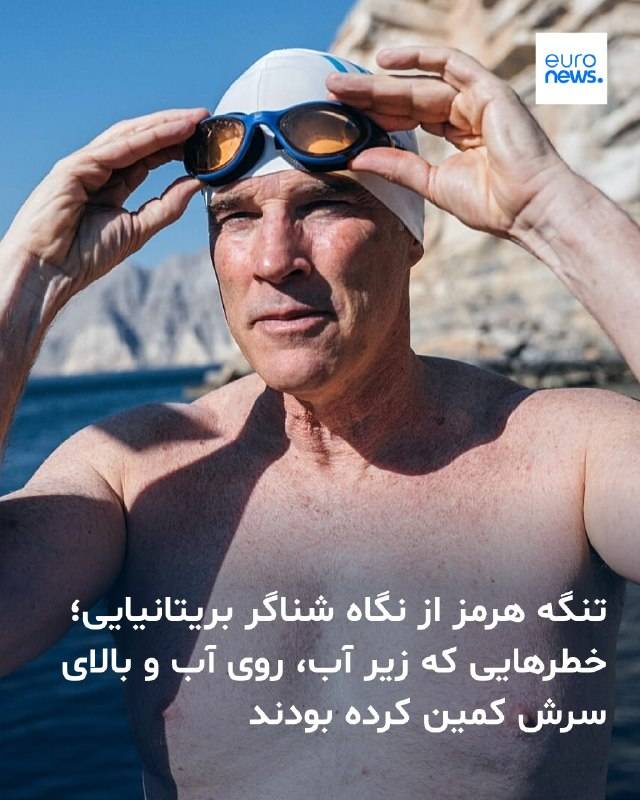 euro
news.
تنگه هرمز از نگاه شناگر بریتانیایی؛
خطرهایی که زیر آب، روی آب و بالای
سرش کمین کرده بودند